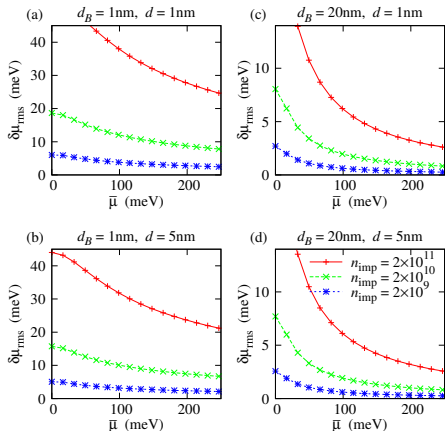 (a) d_B = 1nm, d = 1nm
δμ_rms (meV)
40
30
20
10
0
0 100 200
μ̅ (meV)
(c) d_B = 20nm, d = 1nm
δμ_rms (meV)
10
5
0
0 100 200
μ̅ (meV)
(b) d_B = 1nm, d = 5nm
δμ_rms (meV)
40
30
20
10
0
0 100 200
μ̅ (meV)
(d) d_B = 20nm, d = 5nm
n_imp = 2×10^11
n_imp = 2×10^10
n_imp = 2×10^9
δμ_rms (meV)
10
5
0
0 100 200
μ̅ (meV)